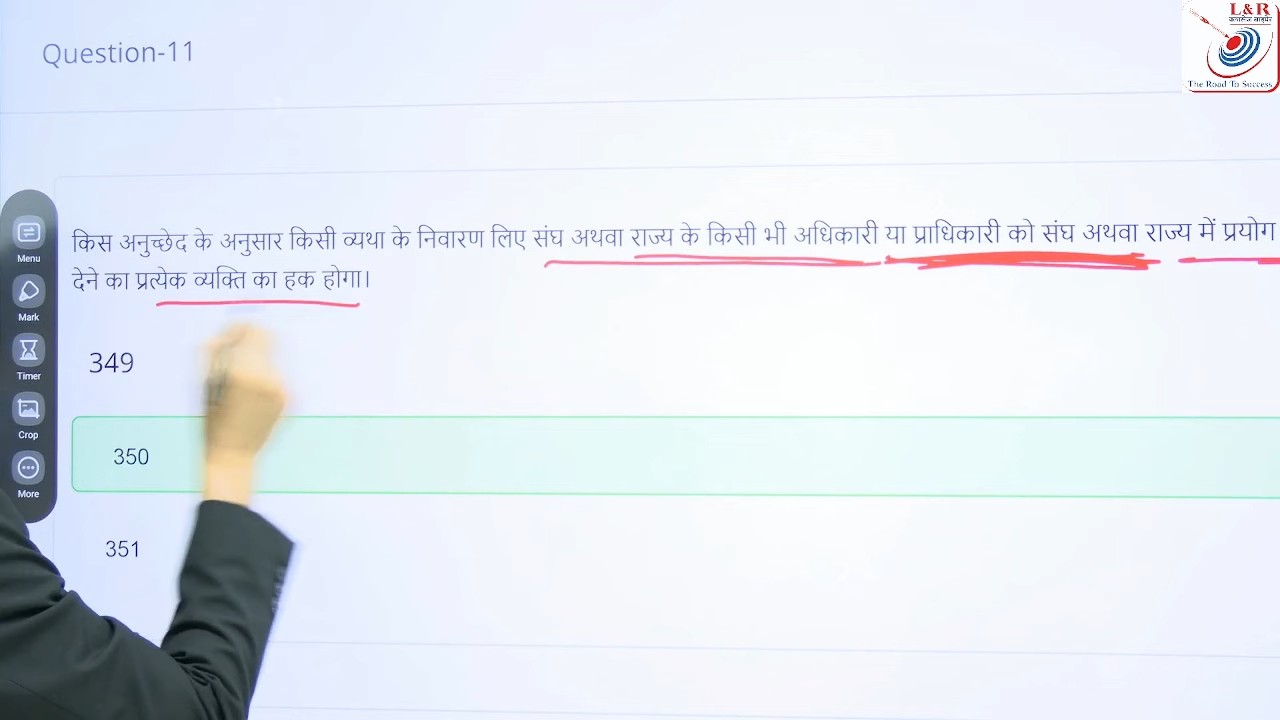 L&R
Question-11
The Road To Success
किस अनुच्छेद के अनुसार किसी व्यथा के निवारण लिए संघ अथवा राज्य के किसी भी अधिकारी या प्राधिकारी को संघ अथवा राज्य में प्रयोग
देने का प्रत्येक व्यक्ति का हक होगा।
Menu
Mark
349
Timer
Crop
350
More
351